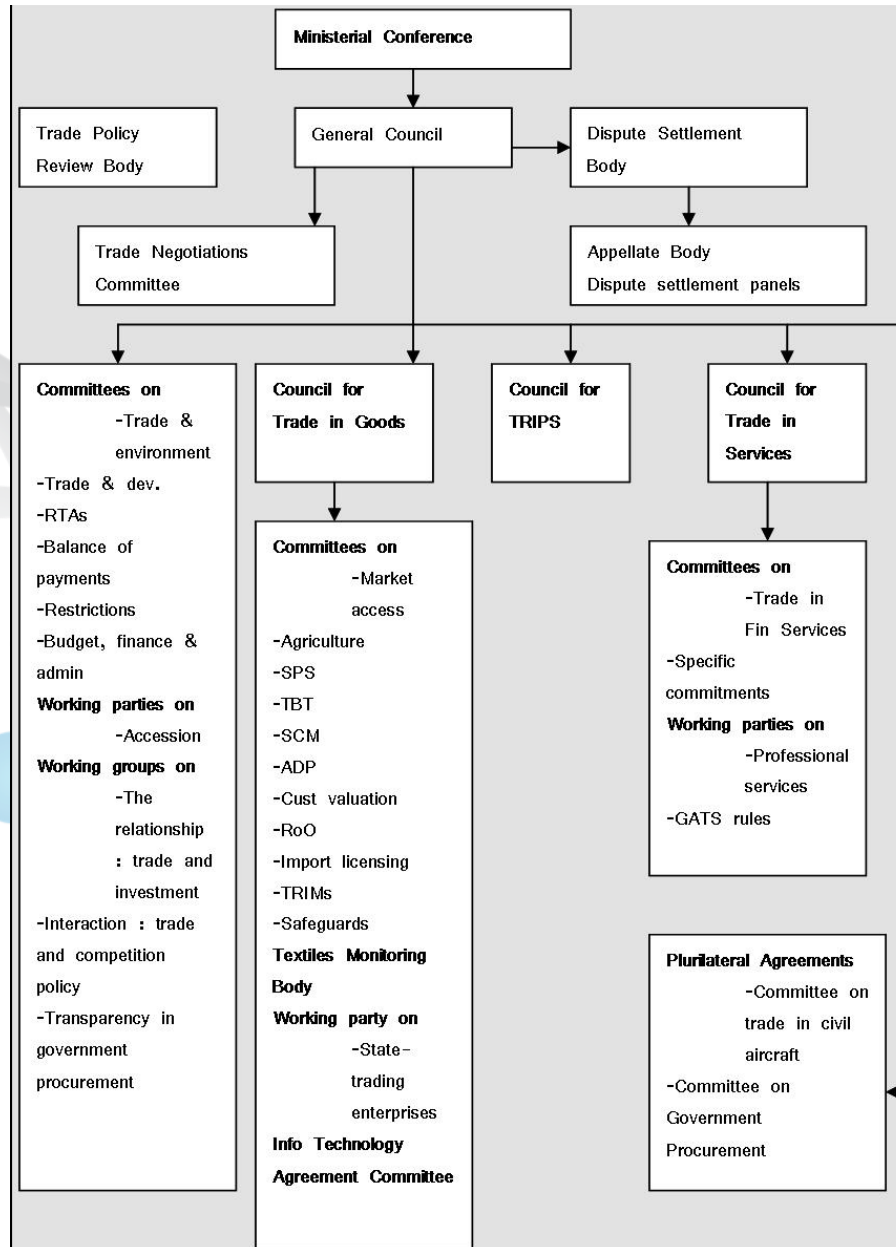 Ministerial Conference
Trade Policy
Review Body
General Council
Dispute Settlement
Body
Trade Negotiations
Committee
Appellate Body
Dispute settlement panels
Committees on
-Trade &
environment
-Trade & dev.
-RTAs
-Balance of
payments
-Restrictions
-Budget, finance &
admin
Working parties on
-Accession
Working groups on
-The
relationship
: trade and
investment
-Interaction : trade
and competition
policy
-Transparency in
government
procurement
Council for
Trade in Goods
Committees on
-Market
access
-Agriculture
-SPS
-TBT
-SCM
-ADP
-Cust valuation
-RoO
-Import licensing
-TRIMs
-Safeguards
Textiles Monitoring
Body
Working party on
-State-
trading
enterprises
Info Technology
Agreement Committee
Council for
TRIPS
Council for
Trade in
Services
Committees on
-Trade in
Fin Services
-Specific
commitments
Working parties on
-Professional
services
-GATS rules
Plurilateral Agreements
-Committee on
trade in civil
aircraft
-Committee on
Government
Procurement